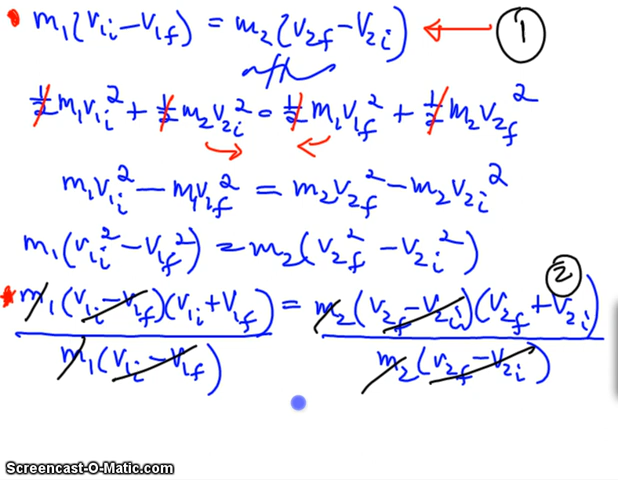 m₁(v₁ᵢ - v₁f) = m₂(v₂f - v₂ᵢ) ← ①
½m₁v₁ᵢ² + ½m₂v₂ᵢ² = ½m₁v₁f² + ½m₂v₂f²
m₁v₁ᵢ² - m₁v₁f² = m₂v₂f² - m₂v₂ᵢ²
m₁(v₁ᵢ² - v₁f²) = m₂(v₂f² - v₂ᵢ²)
②
* m₁(v₁ᵢ - v₁f)(v₁ᵢ + v₁f) = m₂(v₂f - v₂ᵢ)(v₂f + v₂ᵢ)
m₁(v₁ᵢ - v₁f) m₂(v₂f - v₂ᵢ)
Screencast-O-Matic.com